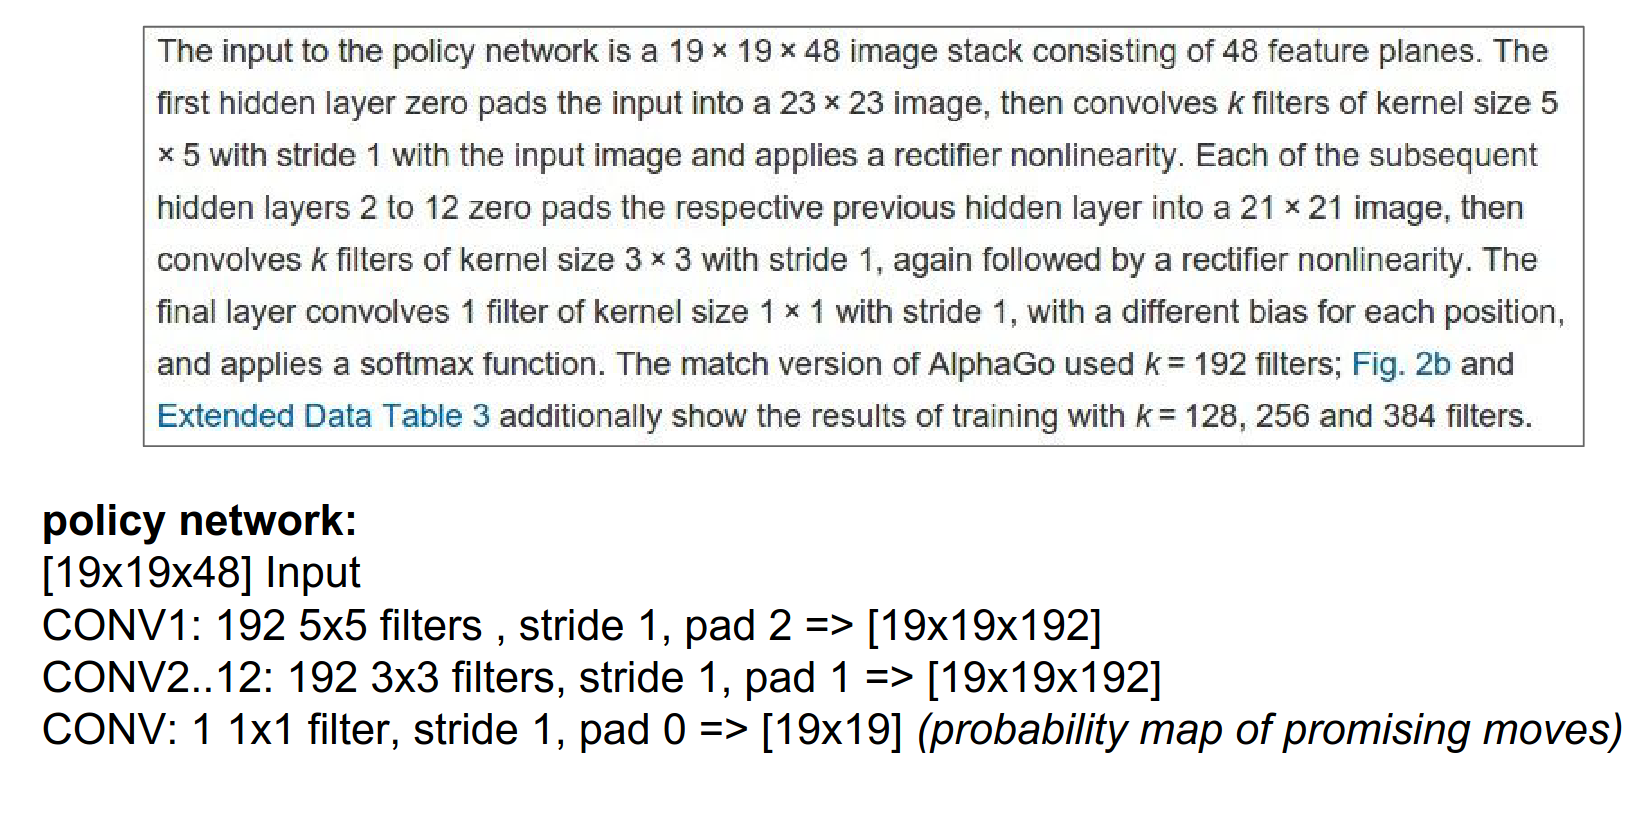 The input to the policy network is a 19 × 19 × 48 image stack consisting of 48 feature planes. The
first hidden layer zero pads the input into a 23 × 23 image, then convolves k filters of kernel size 5
× 5 with stride 1 with the input image and applies a rectifier nonlinearity. Each of the subsequent
hidden layers 2 to 12 zero pads the respective previous hidden layer into a 21 × 21 image, then
convolves k filters of kernel size 3 × 3 with stride 1, again followed by a rectifier nonlinearity. The
final layer convolves 1 filter of kernel size 1 × 1 with stride 1, with a different bias for each position,
and applies a softmax function. The match version of AlphaGo used k = 192 filters; Fig. 2b and
Extended Data Table 3 additionally show the results of training with k = 128, 256 and 384 filters.
policy network:
[19x19x48] Input
CONV1: 192 5x5 filters , stride 1, pad 2 => [19x19x192]
CONV2..12: 192 3x3 filters, stride 1, pad 1 => [19x19x192]
CONV: 1 1x1 filter, stride 1, pad 0 => [19x19] (probability map of promising moves)